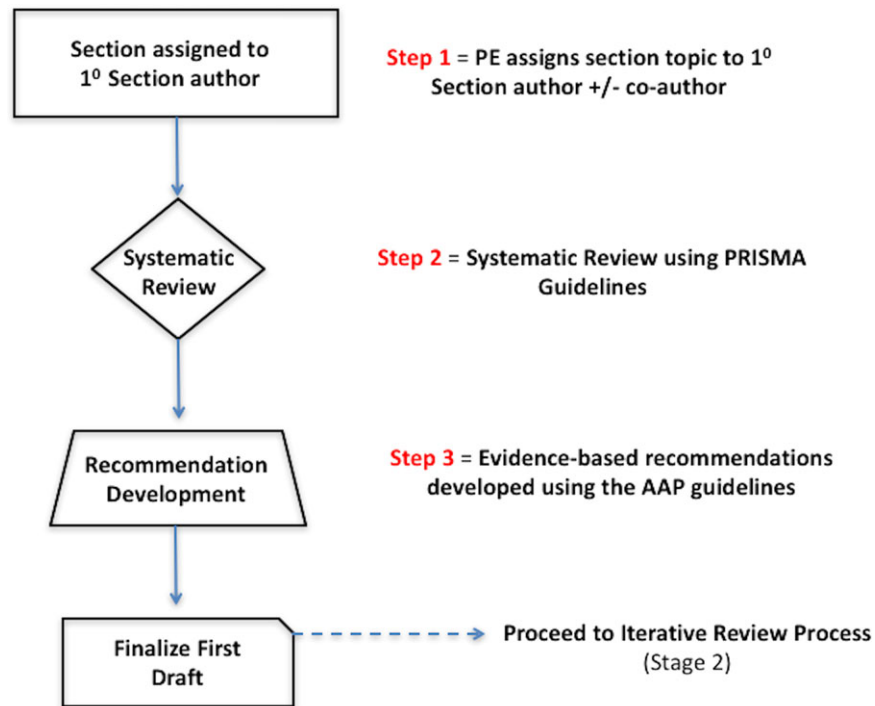 Section assigned to
1⁰ Section author
Step 1 = PE assigns section topic to 1⁰
Section author +/- co-author
Systematic
Review
Step 2 = Systematic Review using PRISMA
Guidelines
Recommendation
Development
Step 3 = Evidence-based recommendations
developed using the AAP guidelines
Finalize First
Draft
Proceed to Iterative Review Process
(Stage 2)